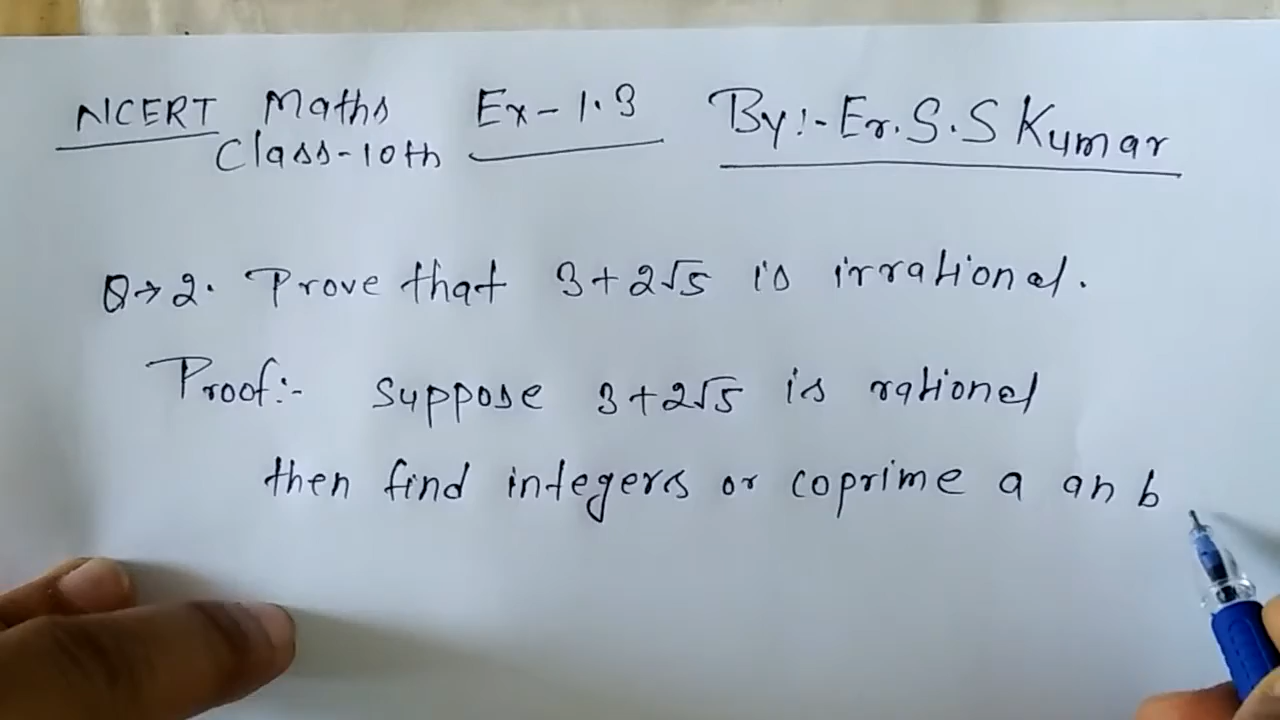 NCERT Maths Ex-1.3 By:- Er. S.S Kumar
Class-10th
Q→2. Prove that 3+2√5 is irrational.
Proof:- Suppose 3+2√5 is rational
then find integers or coprime a an b